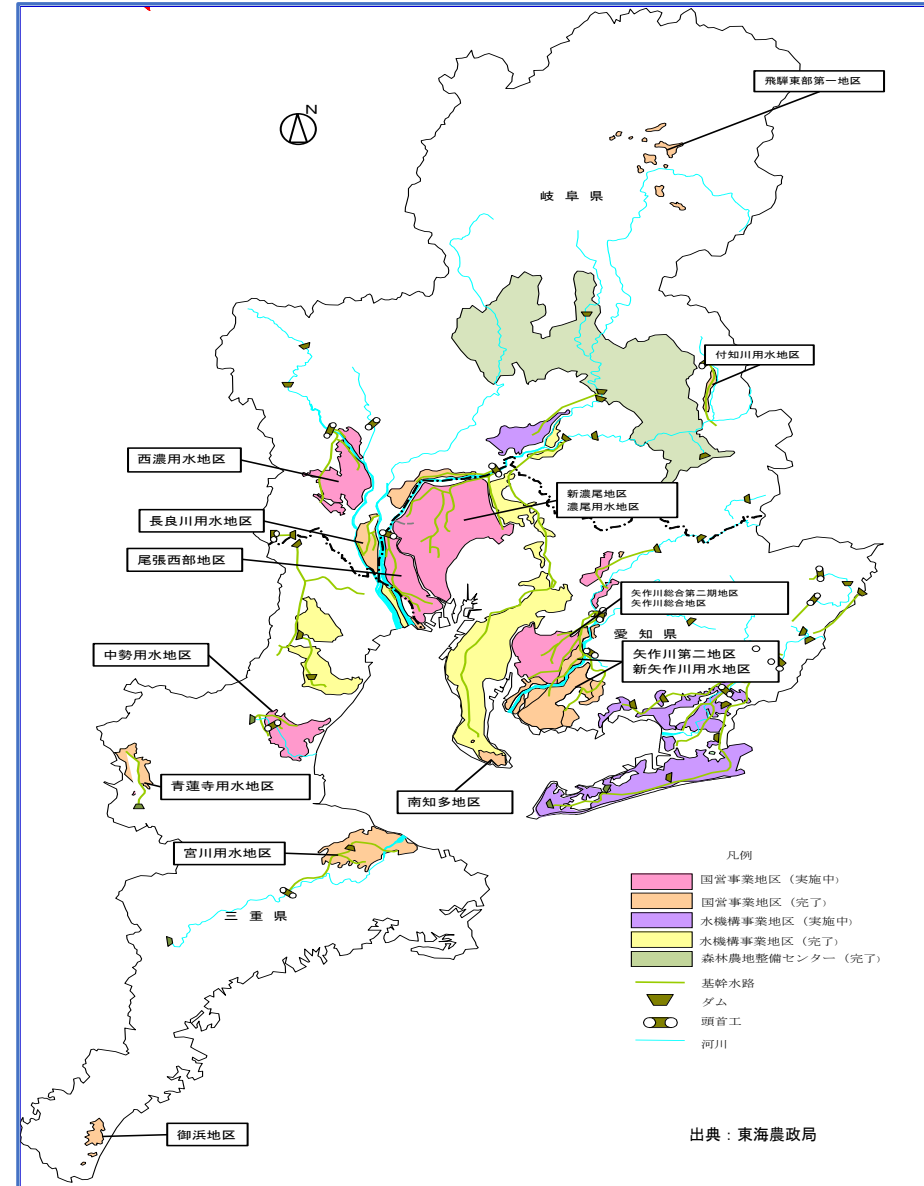 N
飛騨東部第一地区
岐阜県
付知川用水地区
西濃用水地区
新濃尾地区
濃尾用水地区
長良川用水地区
尾張西部地区
矢作川総合第二期地区
矢作川総合地区
愛知県
矢作川第二地区
新矢作川用水地区
中勢用水地区
青蓮寺用水地区
南知多地区
宮川用水地区
三重県
御浜地区
凡例
国営事業地区（実施中）
国営事業地区（完了）
水機構事業地区（実施中）
水機構事業地区（完了）
森林農地整備センター（完了）
基幹水路
ダム
頭首工
河川
出典：東海農政局